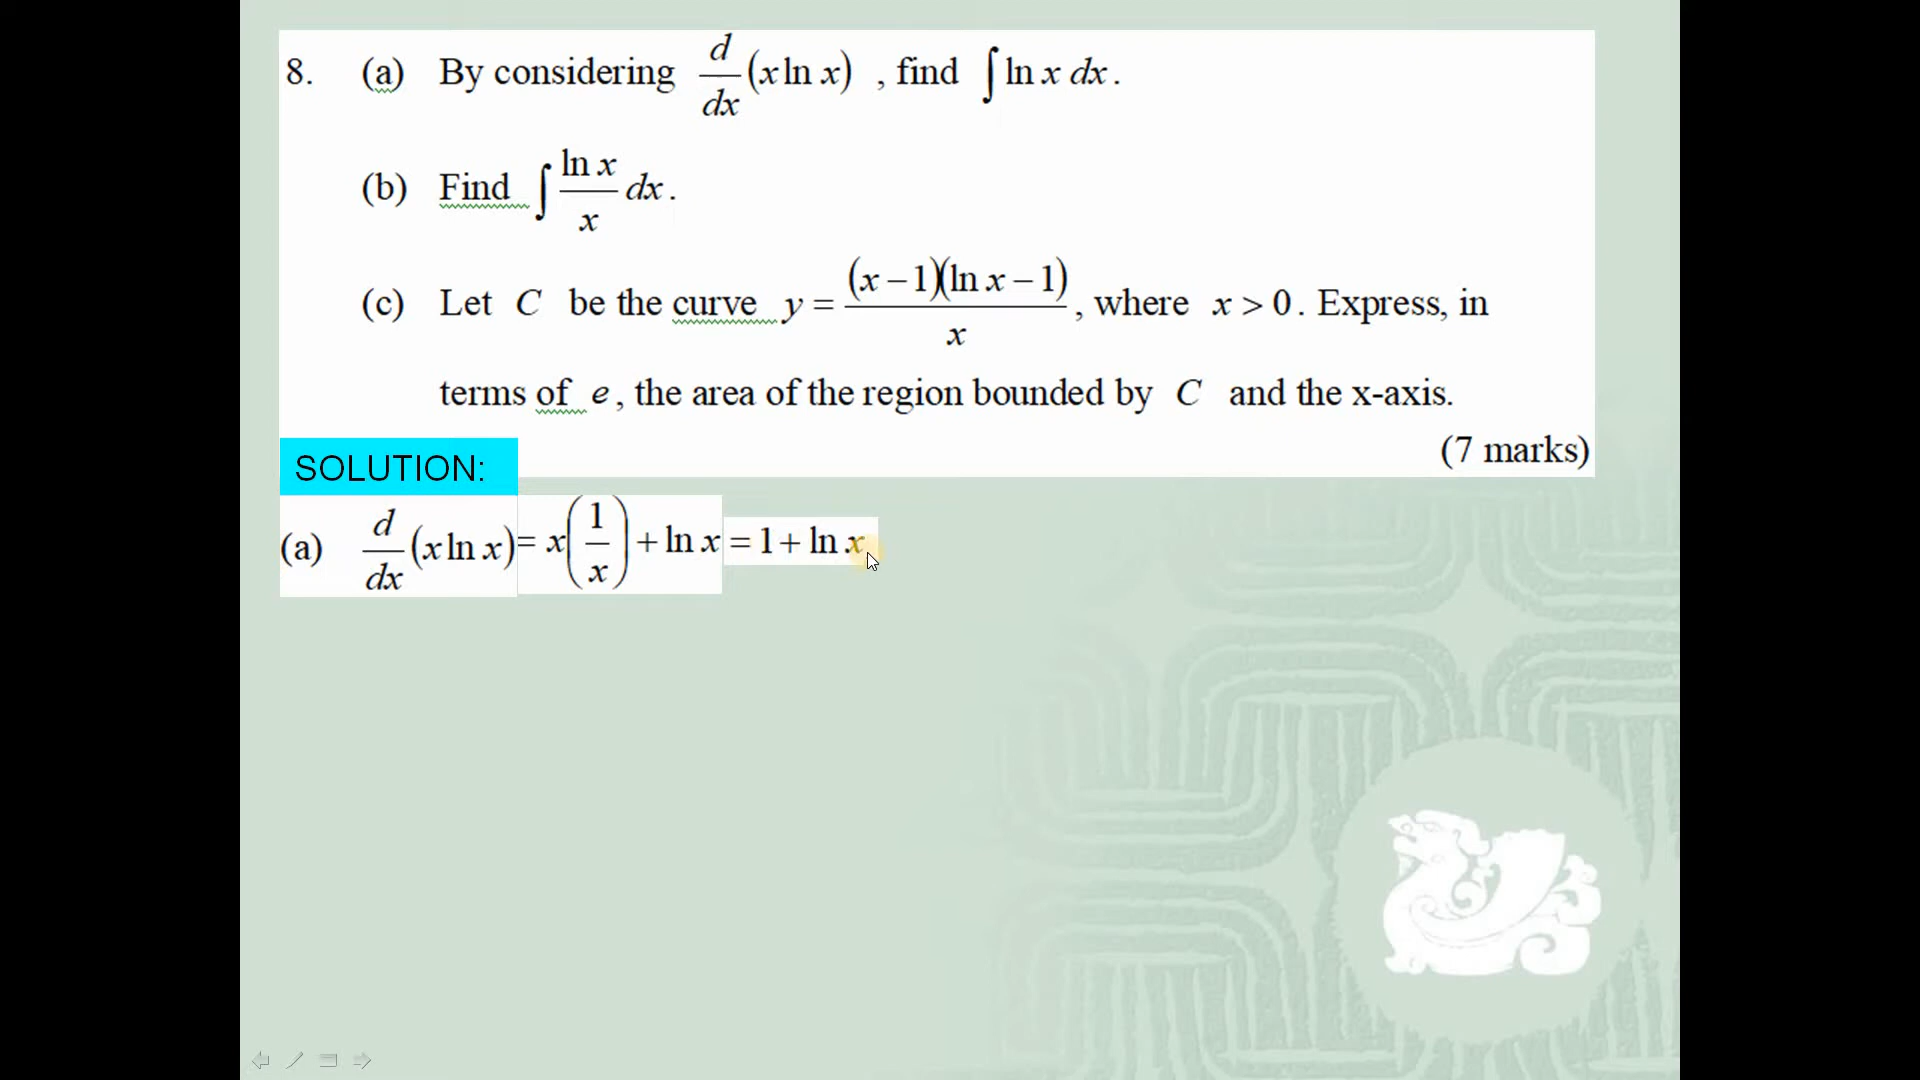 8. (a) By considering d/dx (x ln x) , find ∫ ln x dx.
(b) Find ∫ ln x / x dx.
(c) Let C be the curve y = (x − 1)(ln x − 1) / x , where x > 0. Express, in
terms of e, the area of the region bounded by C and the x-axis.
(7 marks)
SOLUTION:
(a) d/dx (x ln x) = x(1/x) + ln x = 1 + ln x